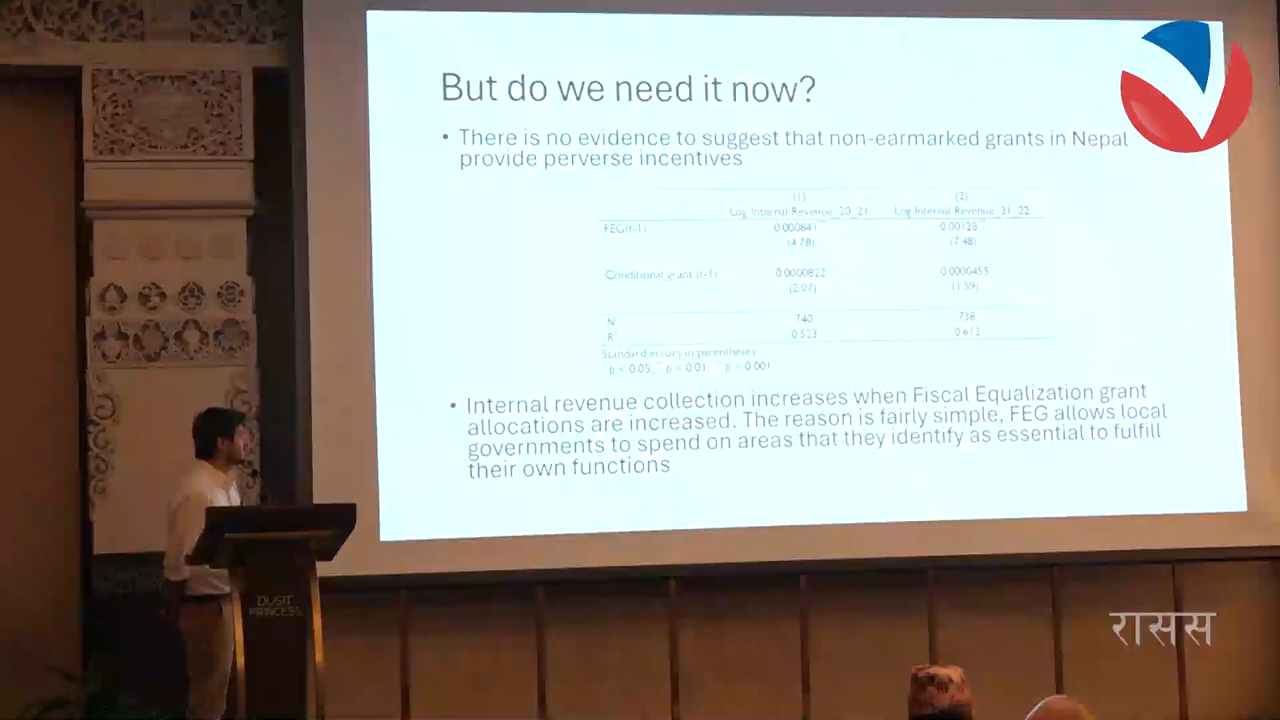 But do we need it now?
• There is no evidence to suggest that non-earmarked grants in Nepal
provide perverse incentives
(1) (2)
Log Internal Revenue_20_21 Log Internal Revenue_21_22
FEG(t-1) 0.000841 0.00128
(4.78) (7.48)
Conditional grant (t-1) 0.0000822 0.0000455
(2.07) (1.59)
N 740 738
R² 0.523 0.612
Standard errors in parentheses
p < 0.05, p < 0.01, p < 0.001
• Internal revenue collection increases when Fiscal Equalization grant
allocations are increased. The reason is fairly simple, FEG allows local
governments to spend on areas that they identify as essential to fulfill
their own functions
DUSIT
PRINCESS
रासस